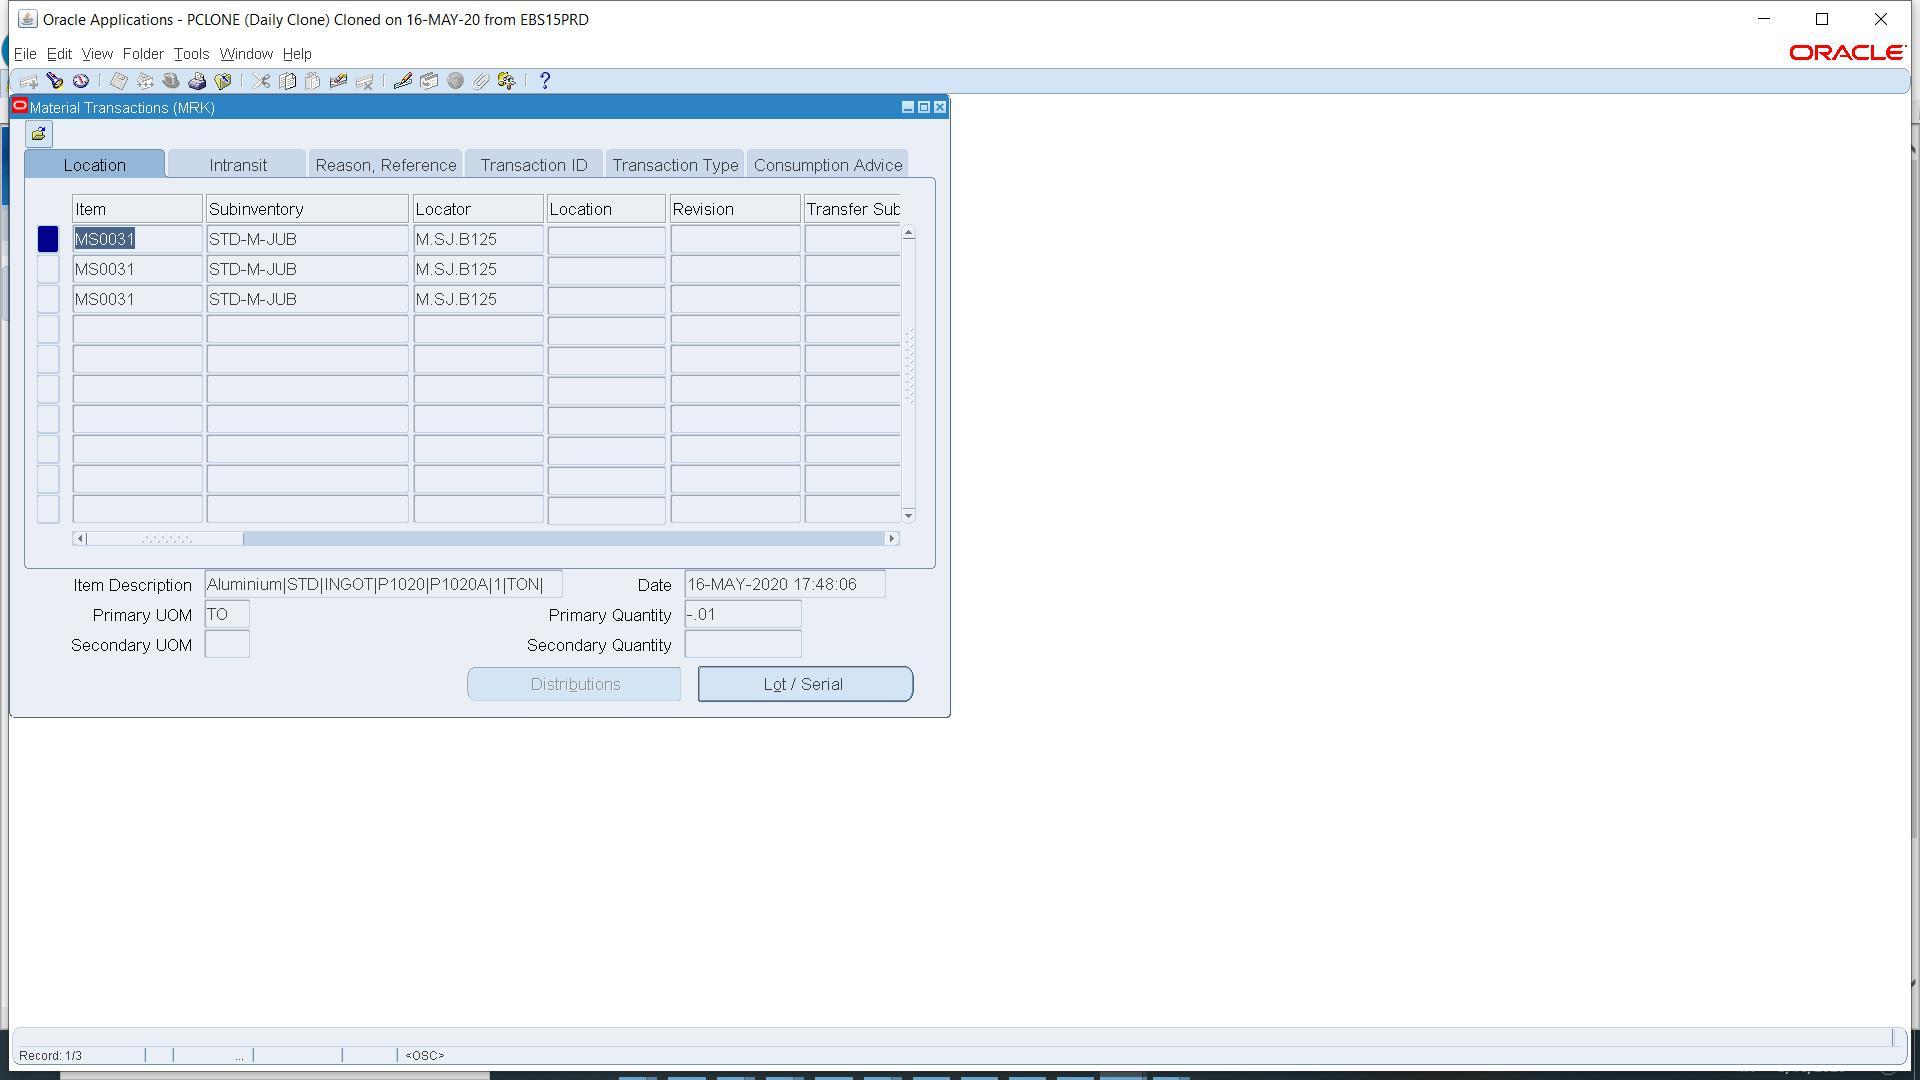 Oracle Applications - PCLONE (Daily Clone) Cloned on 16-MAY-20 from EBS15PRD
File Edit View Folder Tools Window Help
ORACLE
Material Transactions (MRK)
Location Intransit Reason, Reference Transaction ID Transaction Type Consumption Advice
Item Subinventory Locator Location Revision Transfer Sub
MS0031 STD-M-JUB M.SJ.B125
MS0031 STD-M-JUB M.SJ.B125
MS0031 STD-M-JUB M.SJ.B125
Item Description Aluminium|STD|INGOT|P1020|P1020A|1|TON| Date 16-MAY-2020 17:48:06
Primary UOM TO Primary Quantity -.01
Secondary UOM Secondary Quantity
Distributions Lot / Serial
Record: 1/3 ... <OSC>